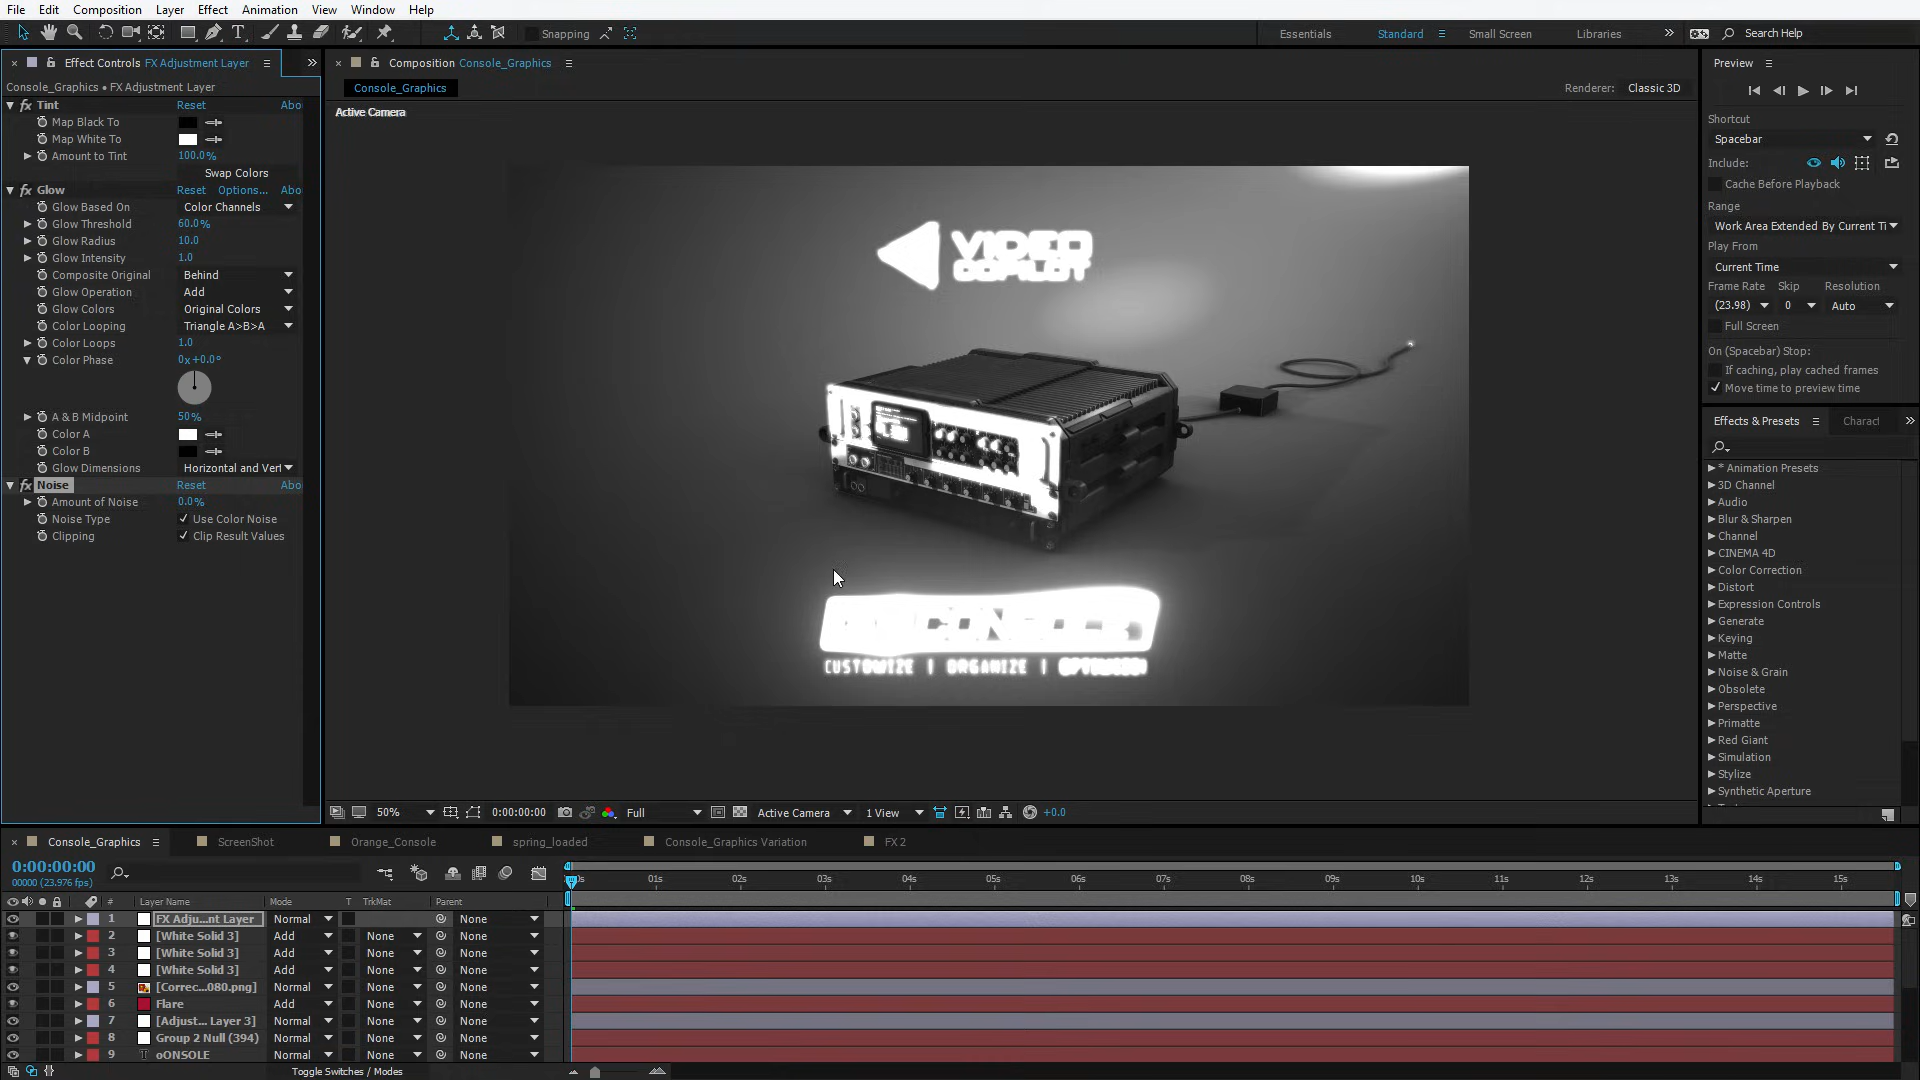 File Edit Composition Layer Effect Animation View Window Help
Snapping
Essentials Standard Small Screen Libraries Search Help
Effect Controls FX Adjustment Layer
Console_Graphics • FX Adjustment Layer
fx Tint Reset Abo
Map Black To
Map White To
Amount to Tint 100.0%
Swap Colors
fx Glow Reset Options... Abo
Glow Based On Color Channels
Glow Threshold 60.0%
Glow Radius 10.0
Glow Intensity 1.0
Composite Original Behind
Glow Operation Add
Glow Colors Original Colors
Color Looping Triangle A>B>A
Color Loops 1.0
Color Phase 0x+0.0°
A & B Midpoint 50%
Color A
Color B
Glow Dimensions Horizontal and Vert
fx Noise Reset Abo
Amount of Noise 0.0%
Noise Type Use Color Noise
Clipping Clip Result Values
Composition Console_Graphics
Console_Graphics
Renderer: Classic 3D
Active Camera
VIDEO
COPILOT
CUSTOMIZE | ORGANIZE |
50% 0:00:00:00 Full Active Camera 1 View +0.0
Preview
Shortcut
Spacebar
Include:
Cache Before Playback
Range
Work Area Extended By Current Ti
Play From
Current Time
Frame Rate Skip Resolution
(23.98) 0 Auto
Full Screen
On (Spacebar) Stop:
If caching, play cached frames
Move time to preview time
Effects & Presets Charact
* Animation Presets
3D Channel
Audio
Blur & Sharpen
Channel
CINEMA 4D
Color Correction
Distort
Expression Controls
Generate
Keying
Matte
Noise & Grain
Obsolete
Perspective
Primatte
Red Giant
Simulation
Stylize
Synthetic Aperture
Console_Graphics ScreenShot Orange_Console spring_loaded Console_Graphics Variation FX 2
0:00:00:00
00000 (23.976 fps)
0s 01s 02s 03s 04s 05s 06s 07s 08s 09s 10s 11s 12s 13s 14s 15s
# Layer Name Mode T TrkMat Parent
1 FX Adju...nt Layer Normal None
2 [White Solid 3] Add None None
3 [White Solid 3] Add None None
4 [White Solid 3] Add None None
5 [Correc...080.png] Normal None None
6 Flare Add None None
7 [Adjust... Layer 3] Normal None None
8 Group 2 Null (394) Normal None None
9 T oONSOLE Normal None None
Toggle Switches / Modes